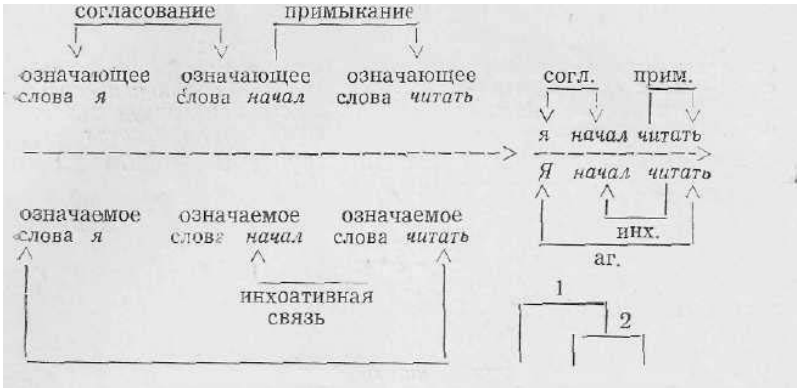 согласование примыкание
означающее означающее означающее
слова я слова начал слова читать
согл. прим.
я начал читать
Я начал читать
означаемое означаемое означаемое
слова я слова начал слова читать
инх.
аг.
инхоативная
связь
1
2